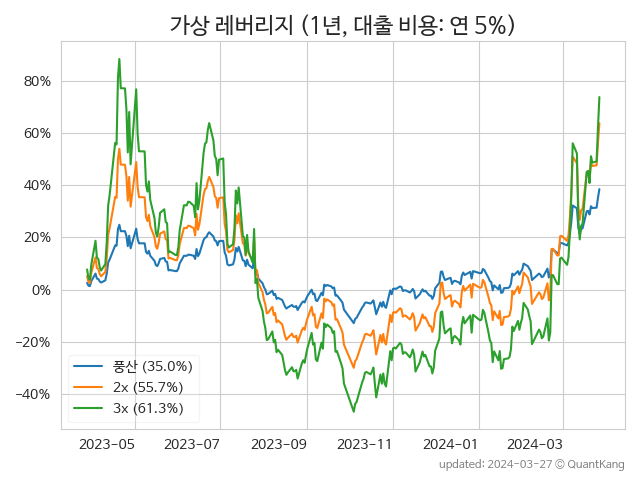 가상 레버리지 (1년, 대출 비용: 연 5%)
80%
60%
40%
20%
0%
−20%
−40%
풍산 (35.0%)
2x (55.7%)
3x (61.3%)
2023-05 2023-07 2023-09 2023-11 2024-01 2024-03
updated: 2024-03-27 © QuantKang